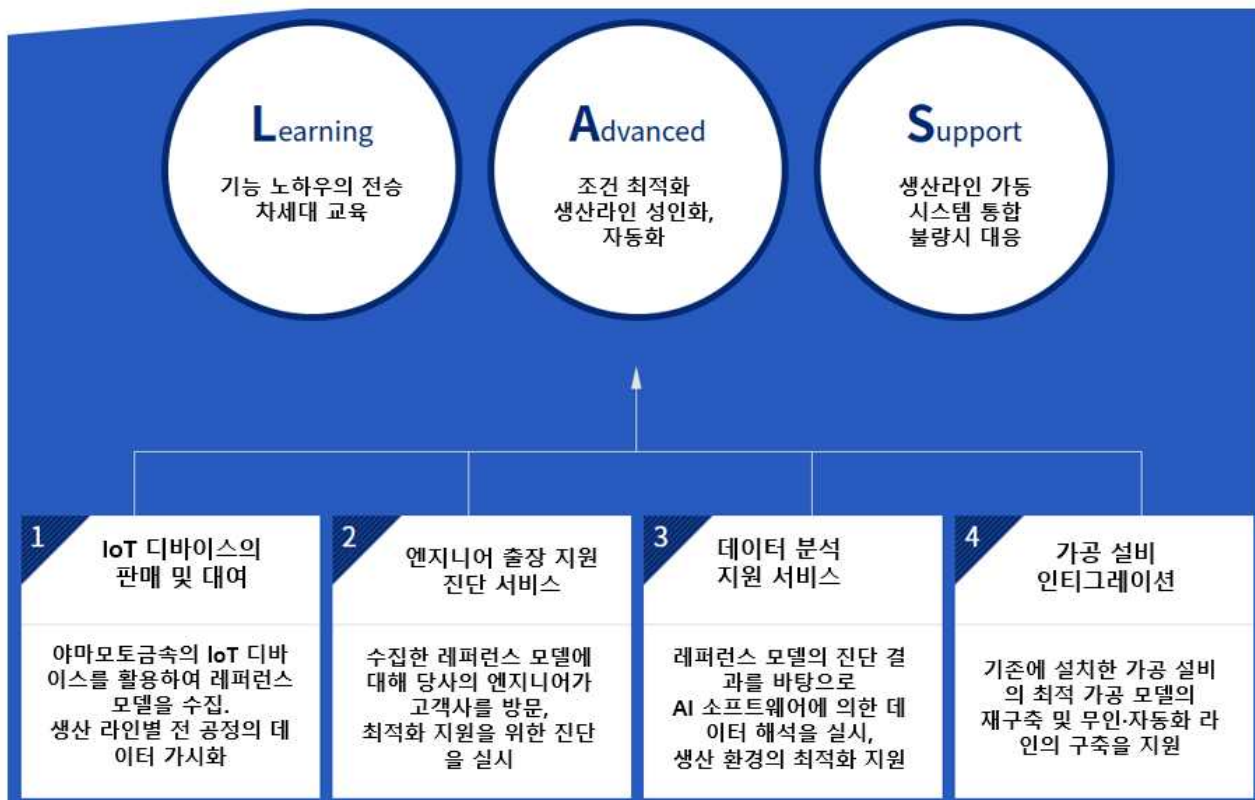 Learning
기능 노하우의 전승
차세대 교육
Advanced
조건 최적화
생산라인 성인화,
자동화
Support
생산라인 가동
시스템 통합
불량시 대응
1
IoT 디바이스의
판매 및 대여
야마모토금속의 IoT 디바
이스를 활용하여 레퍼런스
모델을 수집.
생산 라인별 전 공정의 데
이터 가시화
2
엔지니어 출장 지원
진단 서비스
수집한 레퍼런스 모델에
대해 당사의 엔지니어가
고객사를 방문,
최적화 지원을 위한 진단
을 실시
3
데이터 분석
지원 서비스
레퍼런스 모델의 진단 결
과를 바탕으로
AI 소프트웨어에 의한 데
이터 해석을 실시,
생산 환경의 최적화 지원
4
가공 설비
인티그레이션
기존에 설치한 가공 설비
의 최적 가공 모델의
재구축 및 무인·자동화 라
인의 구축을 지원